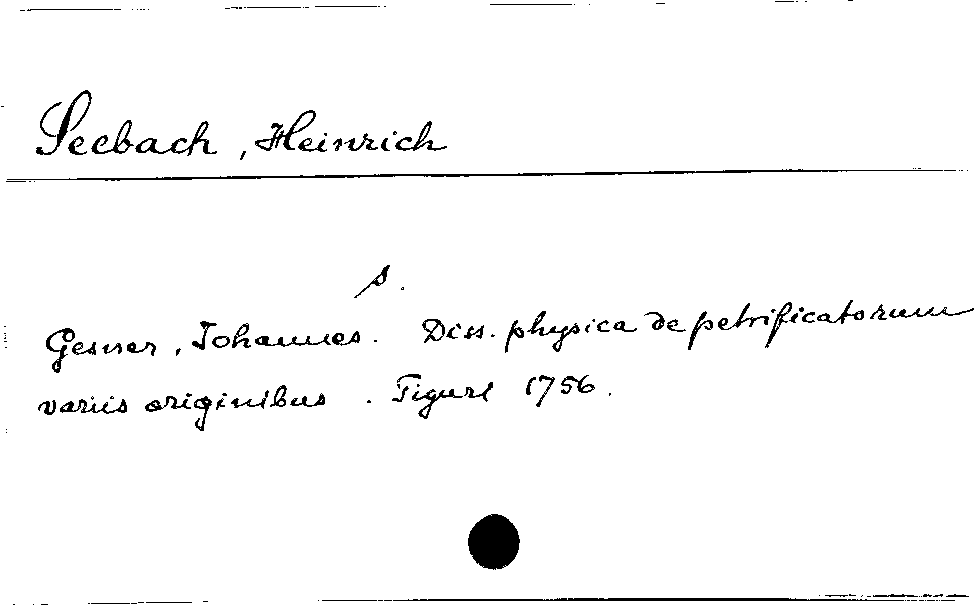 Seebach, Heinrich
s.
Gesner, Johannes. Diss. physica de petrificatorum
variis originibus. Tiguri 1756.